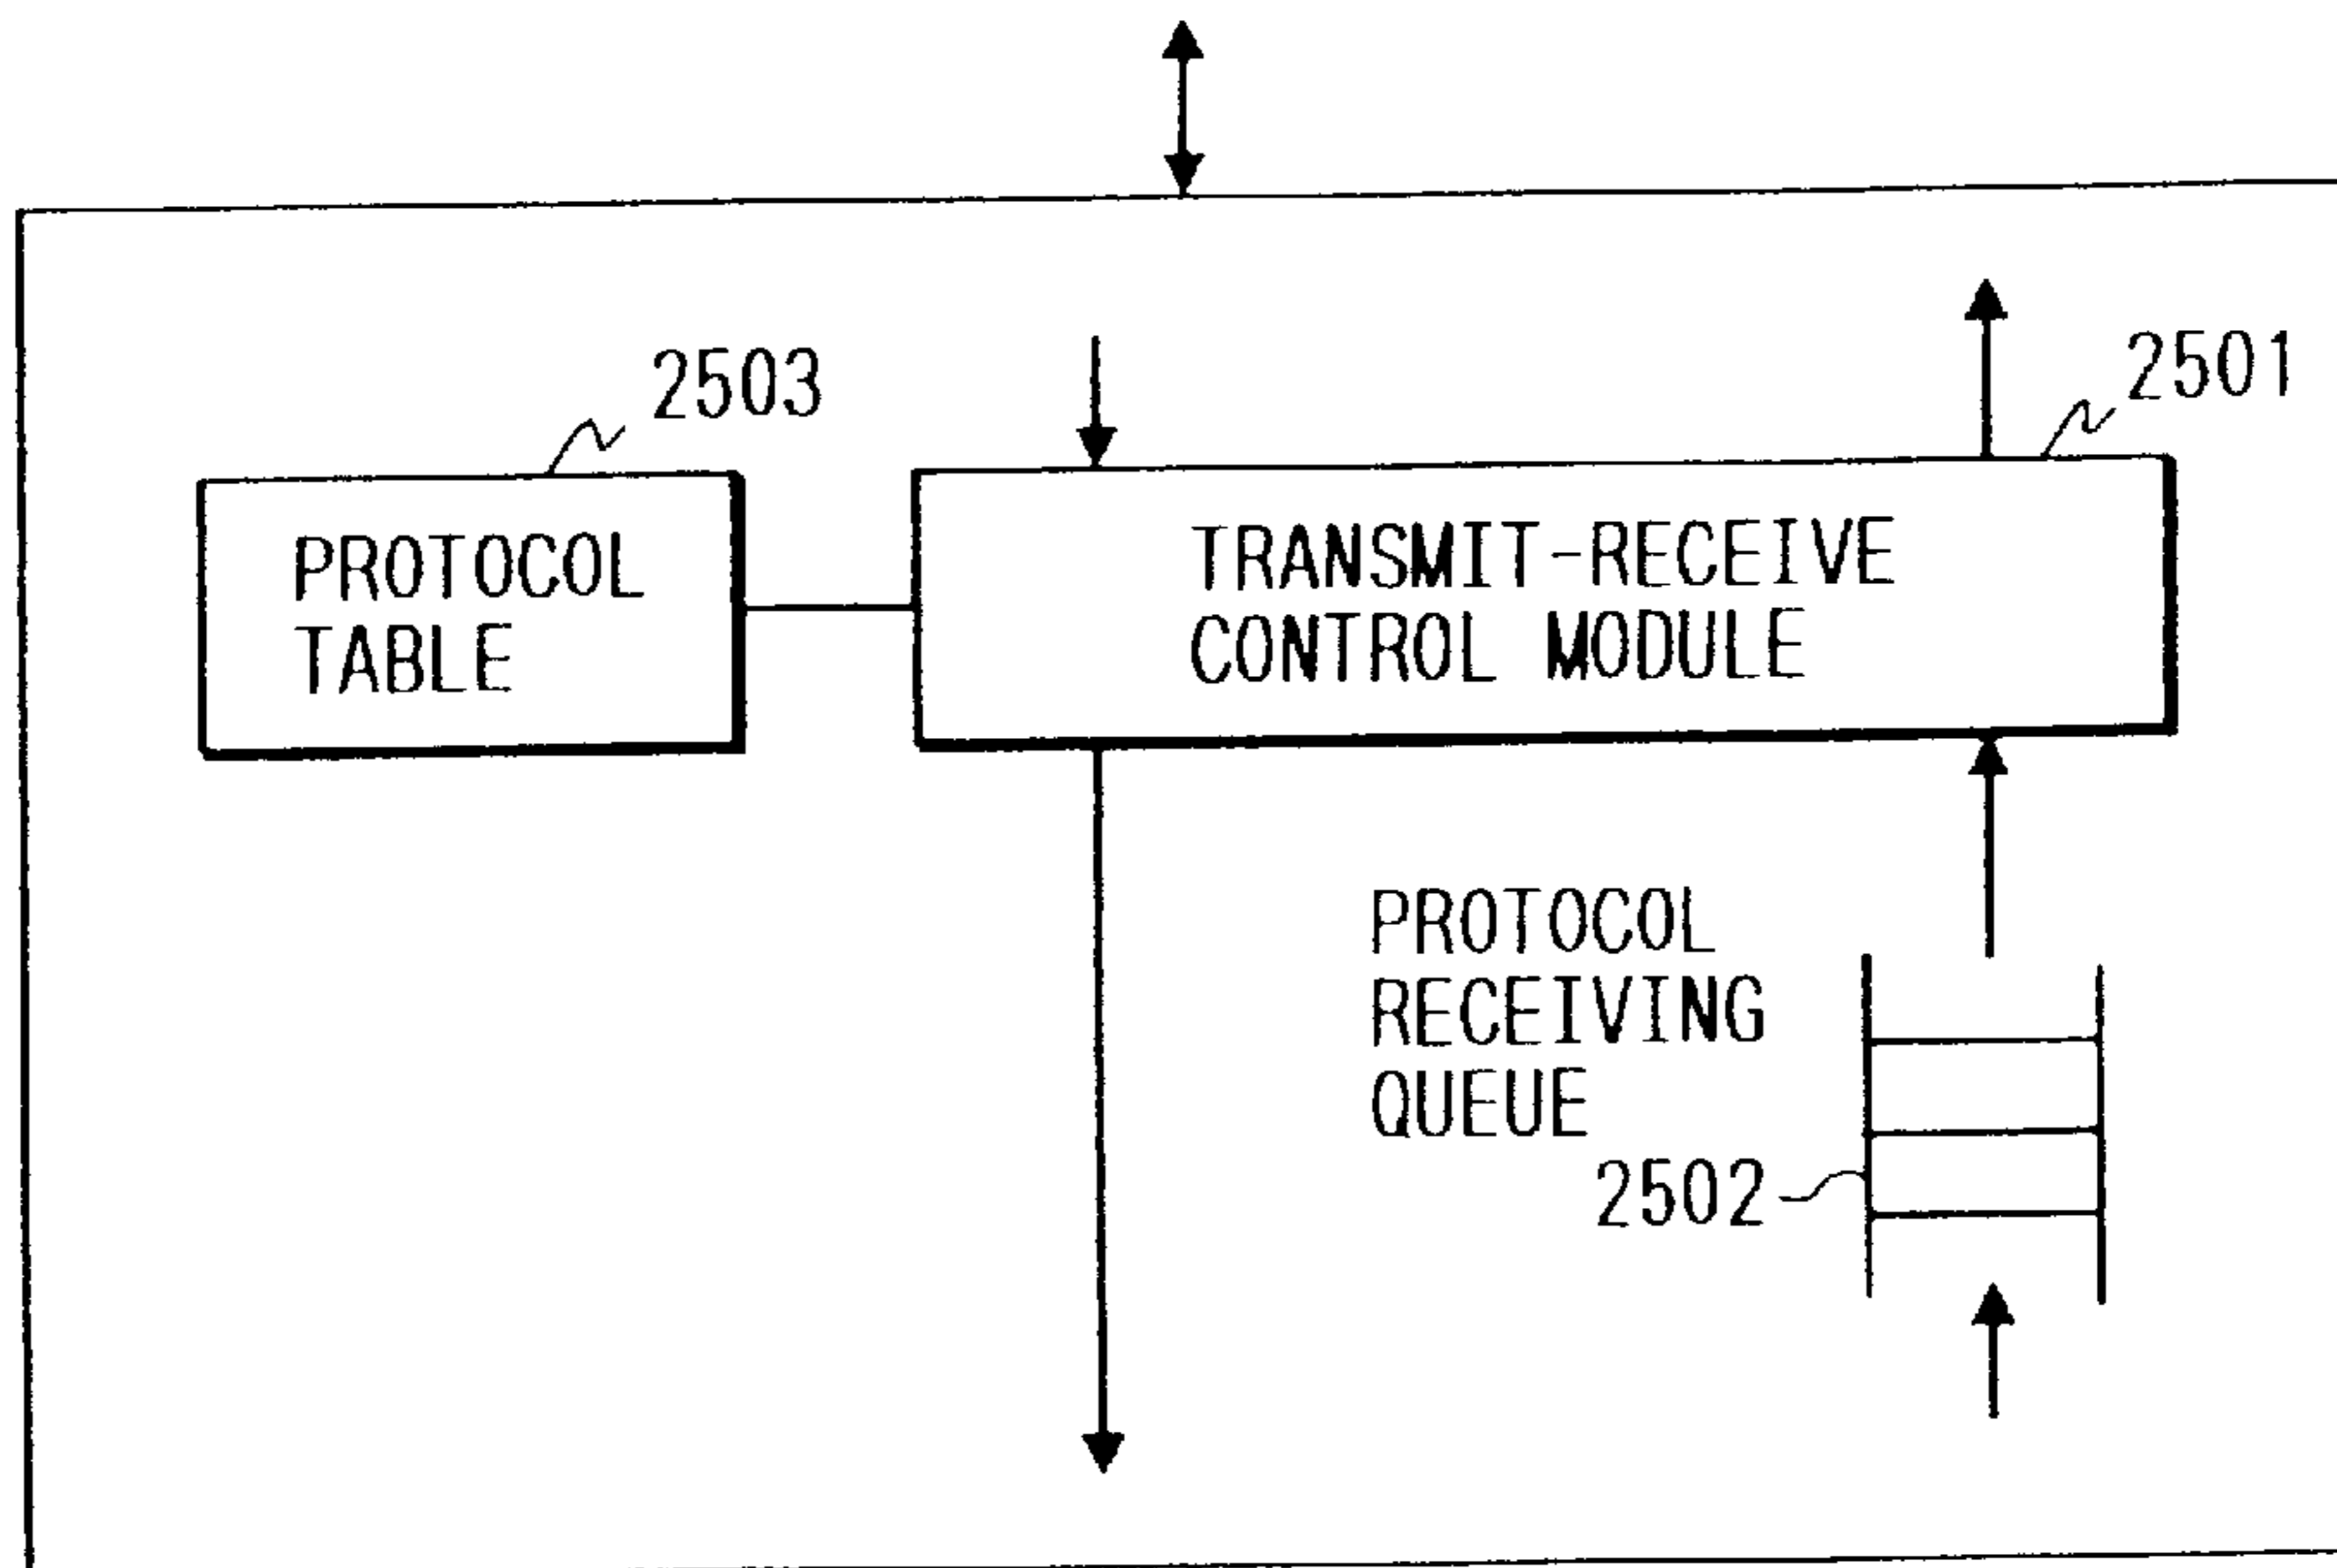 2503
2501
PROTOCOL
TABLE
TRANSMIT-RECEIVE
CONTROL MODULE
PROTOCOL
RECEIVING
QUEUE
2502